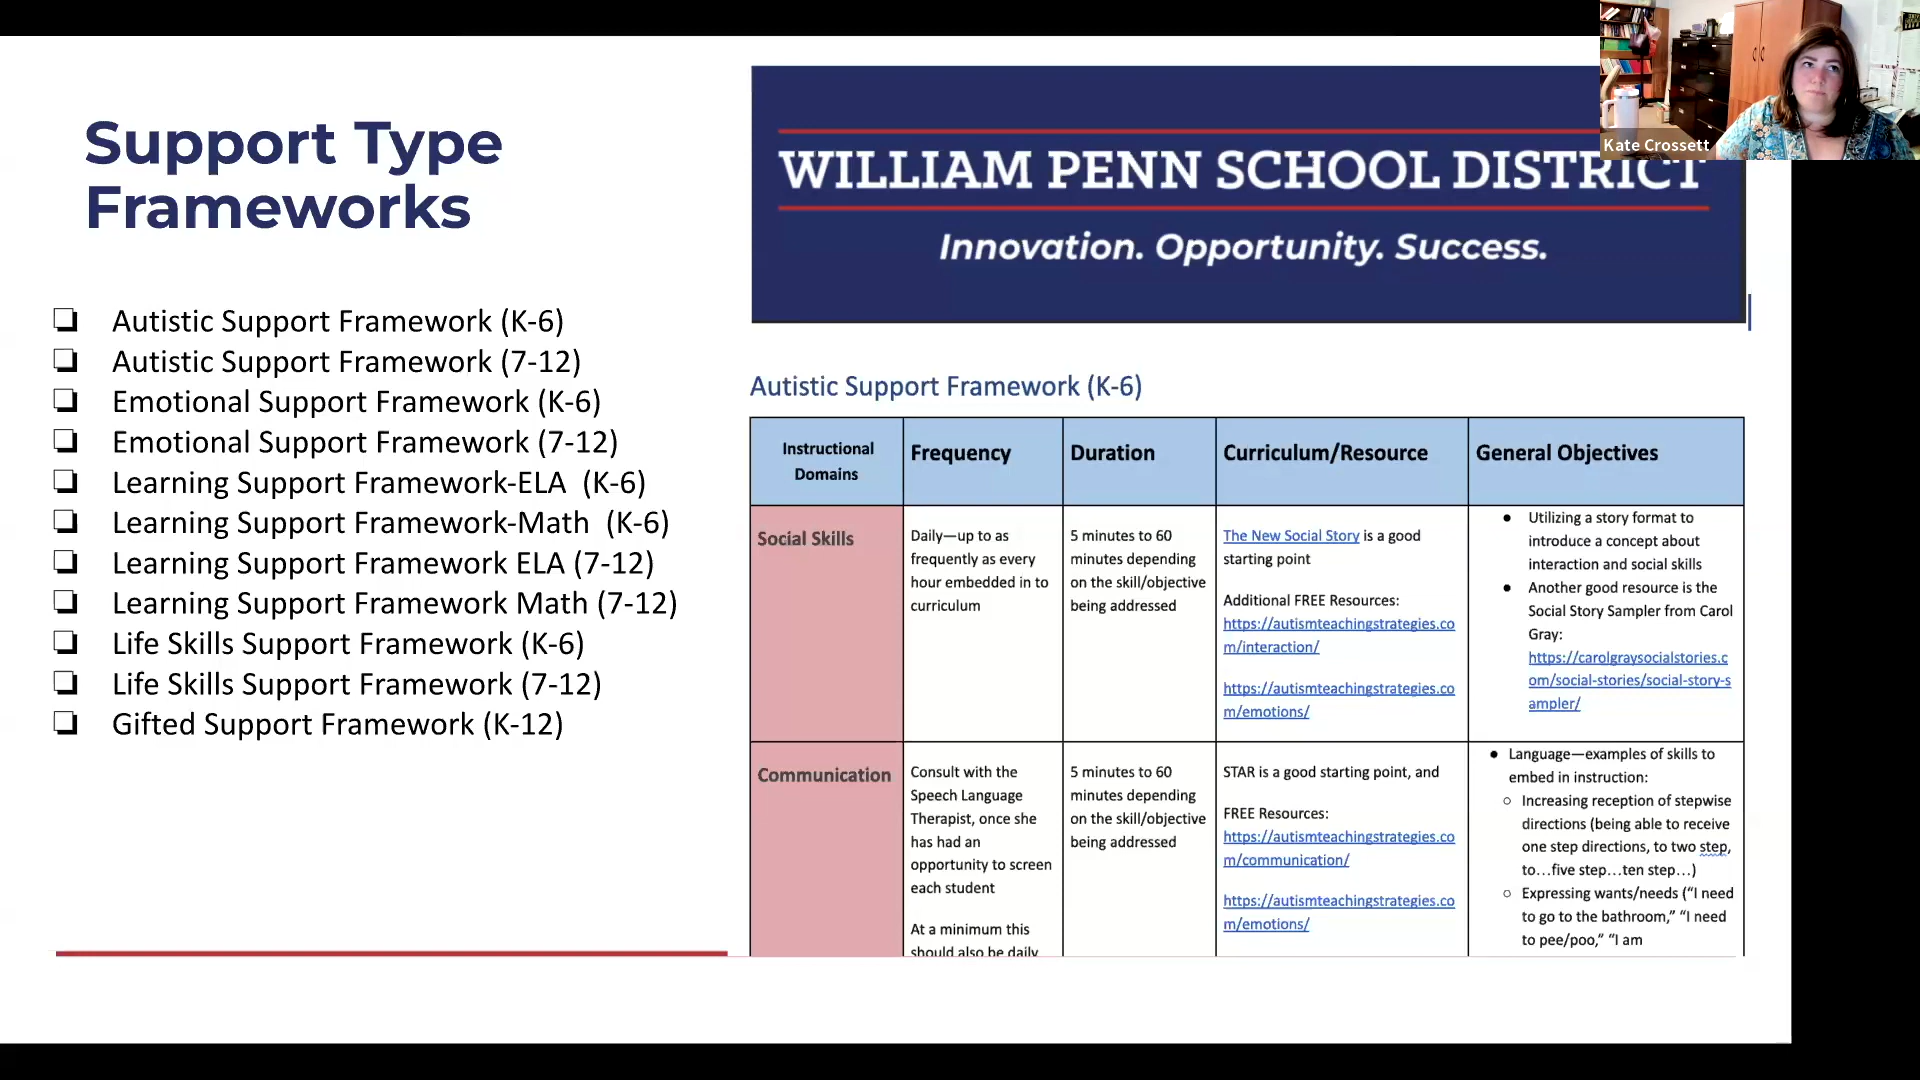 Support Type
Frameworks
❏ Autistic Support Framework (K-6)
❏ Autistic Support Framework (7-12)
❏ Emotional Support Framework (K-6)
❏ Emotional Support Framework (7-12)
❏ Learning Support Framework-ELA (K-6)
❏ Learning Support Framework-Math (K-6)
❏ Learning Support Framework ELA (7-12)
❏ Learning Support Framework Math (7-12)
❏ Life Skills Support Framework (K-6)
❏ Life Skills Support Framework (7-12)
❏ Gifted Support Framework (K-12)
WILLIAM PENN SCHOOL DISTRICT
Innovation. Opportunity. Success.
Kate Crossett
Autistic Support Framework (K-6)
Instructional
Domains
Frequency
Duration
Curriculum/Resource
General Objectives
Social Skills
Daily—up to as
frequently as every
hour embedded in to
curriculum
5 minutes to 60
minutes depending
on the skill/objective
being addressed
The New Social Story is a good
starting point
Additional FREE Resources:
https://autismteachingstrategies.co
m/interaction/
https://autismteachingstrategies.co
m/emotions/
● Utilizing a story format to
introduce a concept about
interaction and social skills
● Another good resource is the
Social Story Sampler from Carol
Gray:
https://carolgraysocialstories.c
om/social-stories/social-story-s
ampler/
Communication
Consult with the
Speech Language
Therapist, once she
has had an
opportunity to screen
each student
At a minimum this
should also be daily
5 minutes to 60
minutes depending
on the skill/objective
being addressed
STAR is a good starting point, and
FREE Resources:
https://autismteachingstrategies.co
m/communication/
https://autismteachingstrategies.co
m/emotions/
● Language—examples of skills to
embed in instruction:
○ Increasing reception of stepwise
directions (being able to receive
one step directions, to two step,
to…five step…ten step…)
○ Expressing wants/needs (“I need
to go to the bathroom,” “I need
to pee/poo,” “I am